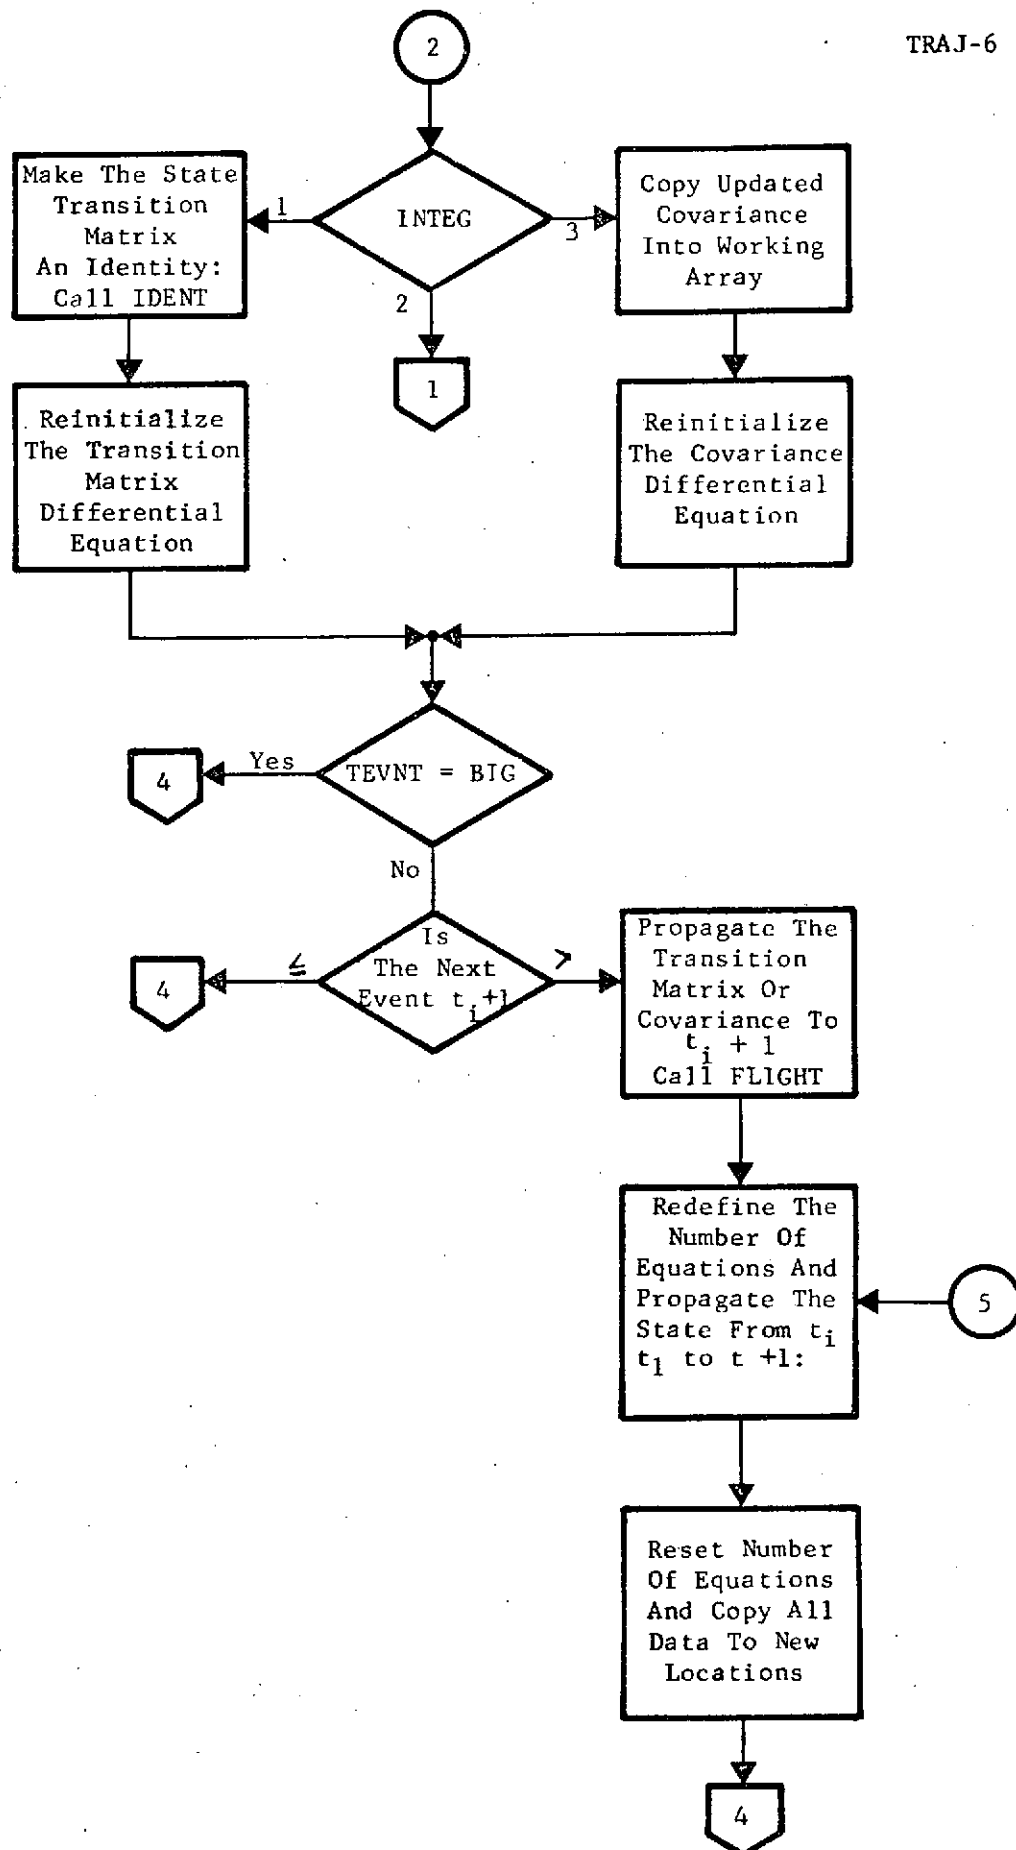 TRAJ-6
2
Make The State
Transition
Matrix
An Identity:
Call IDENT
1
INTEG
3
Copy Updated
Covariance
Into Working
Array
2
1
Reinitialize
The Transition
Matrix
Differential
Equation
Reinitialize
The Covariance
Differential
Equation
4
Yes
TEVNT = BIG
No
4
≤
Is
The Next
Event t_i+1
>
Propagate The
Transition
Matrix Or
Covariance To
t_i + 1
Call FLIGHT
Redefine The
Number Of
Equations And
Propagate The
State From t_i
t_1 to t +1:
5
Reset Number
Of Equations
And Copy All
Data To New
Locations
4